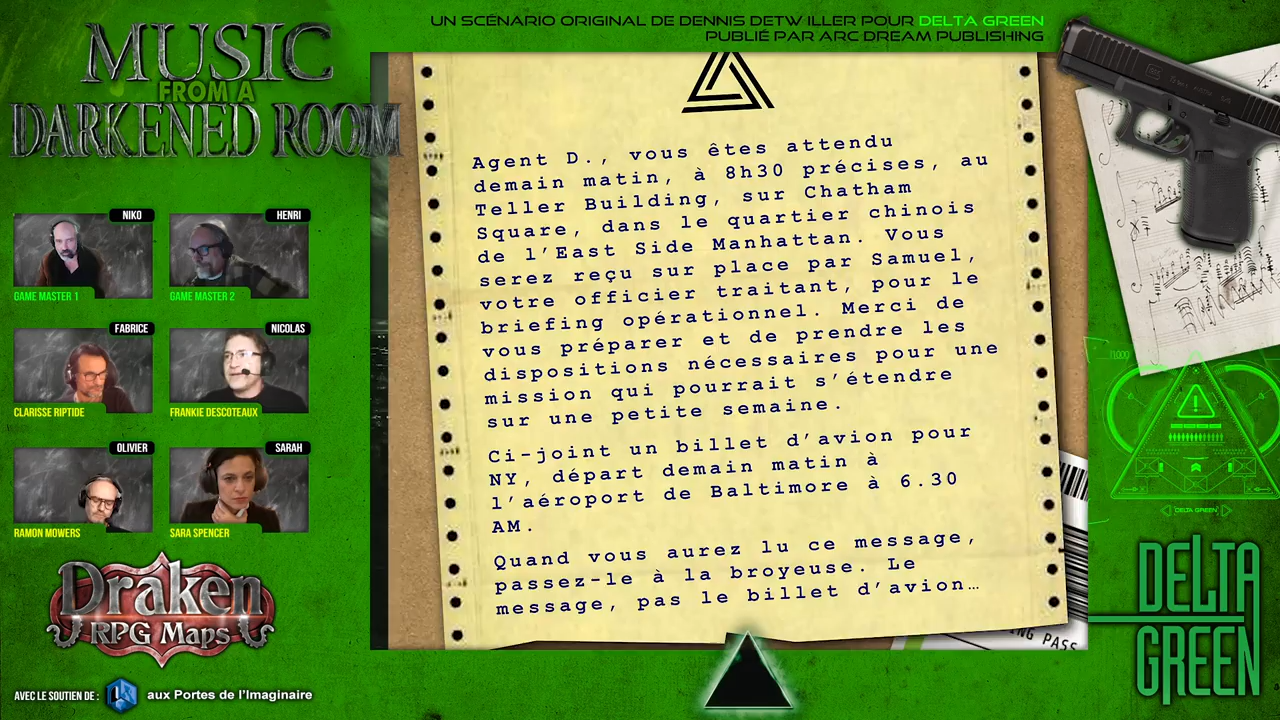 UN SCÉNARIO ORIGINAL DE DENNIS DETWILLER POUR DELTA GREEN
PUBLIÉ PAR ARC DREAM PUBLISHING
MUSIC
FROM A
DARKENED ROOM
NIKO
GAME MASTER 1
HENRI
GAME MASTER 2
FABRICE
CLARISSE RIPTIDE
NICOLAS
FRANKIE DESCOTEAUX
OLIVIER
RAMON MOWERS
SARAH
SARA SPENCER
Draken
RPG Maps
AVEC LE SOUTIEN DE :
aux Portes de l'Imaginaire
Agent D., vous êtes attendu
demain matin, à 8h30 précises, au
Teller Building, sur Chatham
Square, dans le quartier chinois
de l’East Side Manhattan. Vous
serez reçu sur place par Samuel,
votre officier traitant, pour le
briefing opérationnel. Merci de
vous préparer et de prendre les
dispositions nécessaires pour une
mission qui pourrait s’étendre
sur une petite semaine.
Ci-joint un billet d’avion pour
NY, départ demain matin à
l’aéroport de Baltimore à 6.30
AM.
Quand vous aurez lu ce message,
passez-le à la broyeuse. Le
message, pas le billet d’avion…
ING PASS
DELTA GREEN
DELTA
GREEN